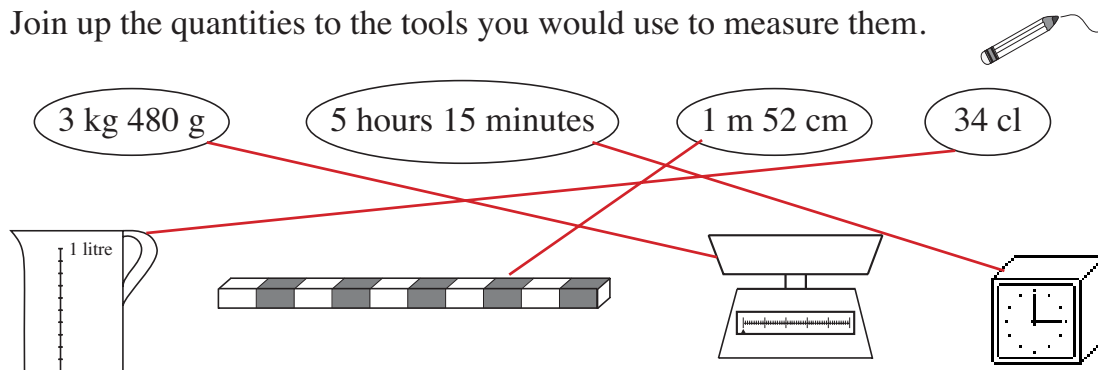 Join up the quantities to the tools you would use to measure them.
3 kg 480 g 5 hours 15 minutes 1 m 52 cm 34 cl
1 litre